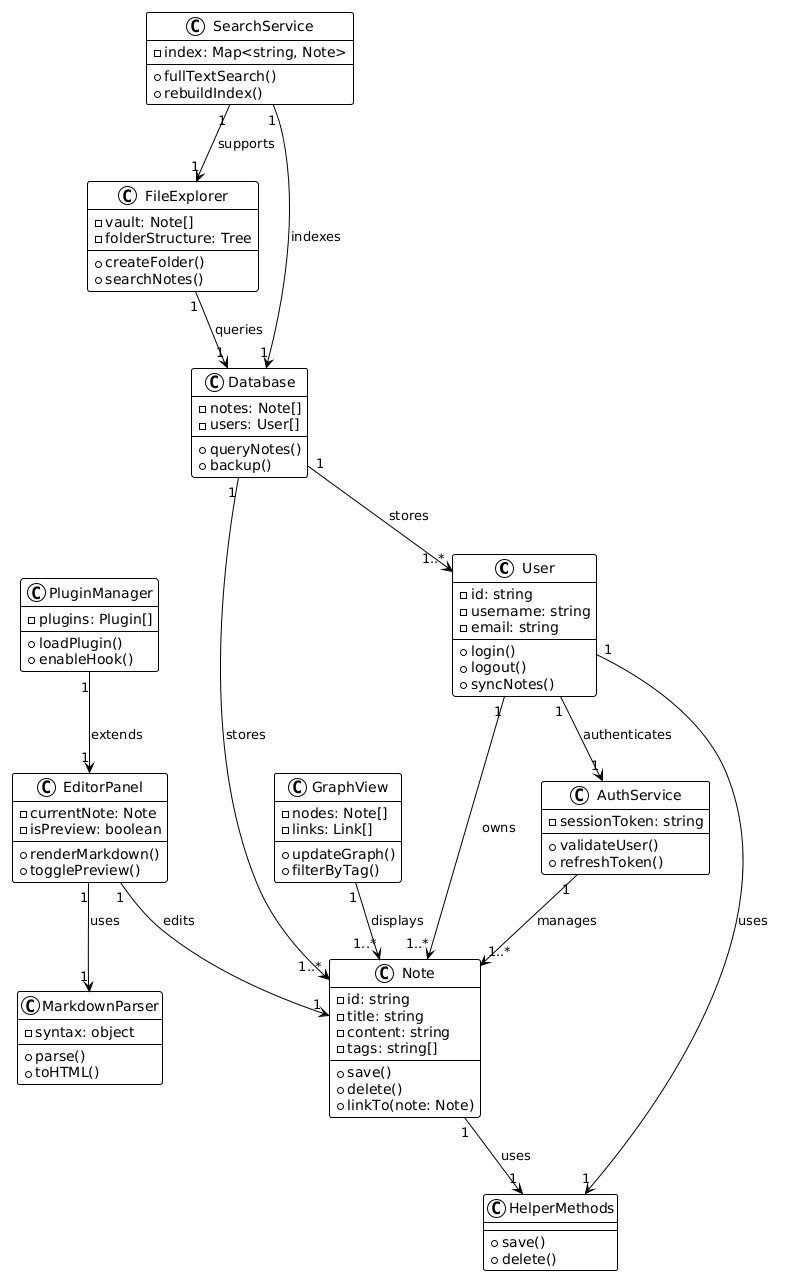 C SearchService
index: Map<string, Note>
fullTextSearch()
rebuildIndex()
1
1
supports
1
C FileExplorer
vault: Note[]
folderStructure: Tree
createFolder()
searchNotes()
indexes
1
queries
1
1
C Database
notes: Note[]
users: User[]
queryNotes()
backup()
1
1
stores
1..*
C User
id: string
username: string
email: string
login()
logout()
syncNotes()
1
1
1
C PluginManager
plugins: Plugin[]
loadPlugin()
enableHook()
1
extends
1
stores
authenticates
1
C EditorPanel
currentNote: Note
isPreview: boolean
renderMarkdown()
togglePreview()
1
1
C GraphView
nodes: Note[]
links: Link[]
updateGraph()
filterByTag()
1
owns
C AuthService
sessionToken: string
validateUser()
refreshToken()
1
uses
edits
displays
manages
uses
1
1..*
1..*
1..*
1..*
1
C MarkdownParser
syntax: object
parse()
toHTML()
C Note
id: string
title: string
content: string
tags: string[]
save()
delete()
linkTo(note: Note)
1
uses
1
1
C HelperMethods
save()
delete()